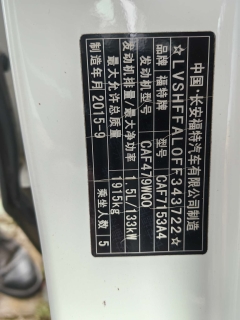 中国·长安福特汽车有限公司制造
☆LVSHFFAL0FF343722☆
品牌 福特牌 CAF7153A4
发动机型号 CAF479WQ0
发动机排量/最大净功率 1.5L/133kW
最大允许总质量 1915kg
制造年月 2015-9 乘坐人数 5